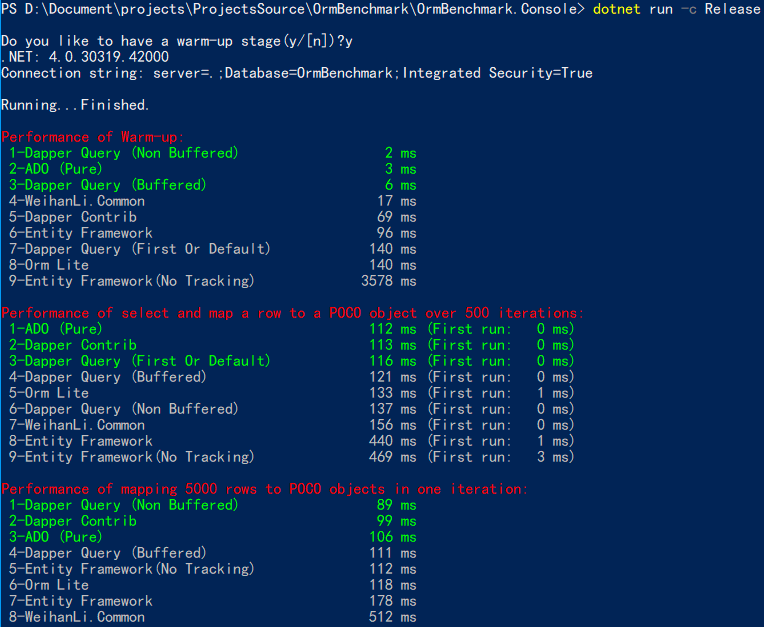 PS D:\Document\projects\ProjectsSource\OrmBenchmark\OrmBenchmark.Console> dotnet run -c Release
Do you like to have a warm-up stage(y/[n])?y
.NET: 4.0.30319.42000
Connection string: server=.;Database=OrmBenchmark;Integrated Security=True
Running...Finished.
Performance of Warm-up:
1-Dapper Query (Non Buffered) 2 ms
2-ADO (Pure) 3 ms
3-Dapper Query (Buffered) 6 ms
4-WeihanLi.Common 17 ms
5-Dapper Contrib 69 ms
6-Entity Framework 96 ms
7-Dapper Query (First Or Default) 140 ms
8-Orm Lite 140 ms
9-Entity Framework(No Tracking) 3578 ms
Performance of select and map a row to a POCO object over 500 iterations:
1-ADO (Pure) 112 ms (First run: 0 ms)
2-Dapper Contrib 113 ms (First run: 0 ms)
3-Dapper Query (First Or Default) 116 ms (First run: 0 ms)
4-Dapper Query (Buffered) 121 ms (First run: 0 ms)
5-Orm Lite 133 ms (First run: 1 ms)
6-Dapper Query (Non Buffered) 137 ms (First run: 0 ms)
7-WeihanLi.Common 156 ms (First run: 0 ms)
8-Entity Framework 440 ms (First run: 1 ms)
9-Entity Framework(No Tracking) 469 ms (First run: 3 ms)
Performance of mapping 5000 rows to POCO objects in one iteration:
1-Dapper Query (Non Buffered) 89 ms
2-Dapper Contrib 99 ms
3-ADO (Pure) 106 ms
4-Dapper Query (Buffered) 111 ms
5-Entity Framework(No Tracking) 112 ms
6-Orm Lite 118 ms
7-Entity Framework 178 ms
8-WeihanLi.Common 512 ms